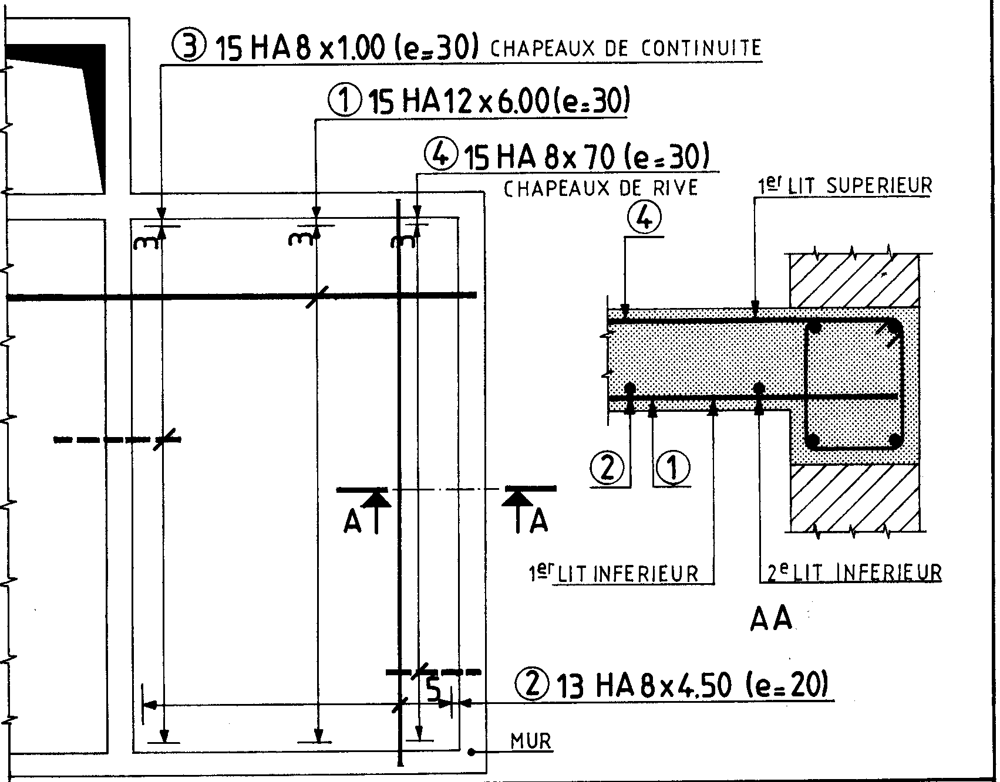 ③ 15 HA 8 x 1.00 (e=30) CHAPEAUX DE CONTINUITE
① 15 HA 12 x 6.00 (e=30)
④ 15 HA 8 x 70 (e=30)
CHAPEAUX DE RIVE
1er LIT SUPERIEUR
④
3 3 3
② ①
A A
1er LIT INFERIEUR 2e LIT INFERIEUR
AA
5
② 13 HA 8 x 4.50 (e=20)
MUR